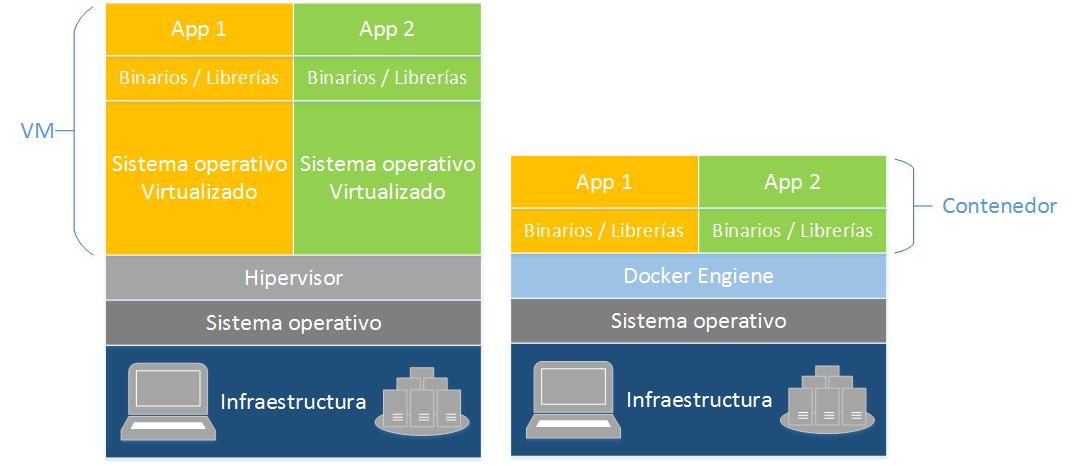 VM
App 1
App 2
Binarios / Librerías
Binarios / Librerías
Sistema operativo
Virtualizado
Sistema operativo
Virtualizado
Hipervisor
Sistema operativo
Infraestructura
App 1
App 2
Binarios / Librerías
Binarios / Librerías
Contenedor
Docker Engiene
Sistema operativo
Infraestructura